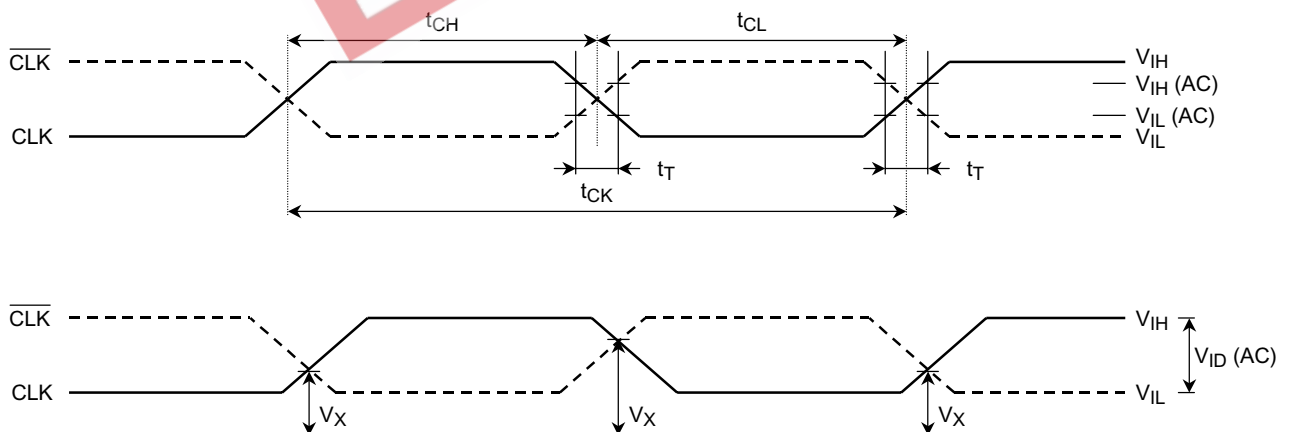 tCH tCL
CLK VIH
VIH (AC)
VIL (AC)
CLK VIL
tT tT
tCK
CLK VIH
VID (AC)
CLK VIL
VX VX VX